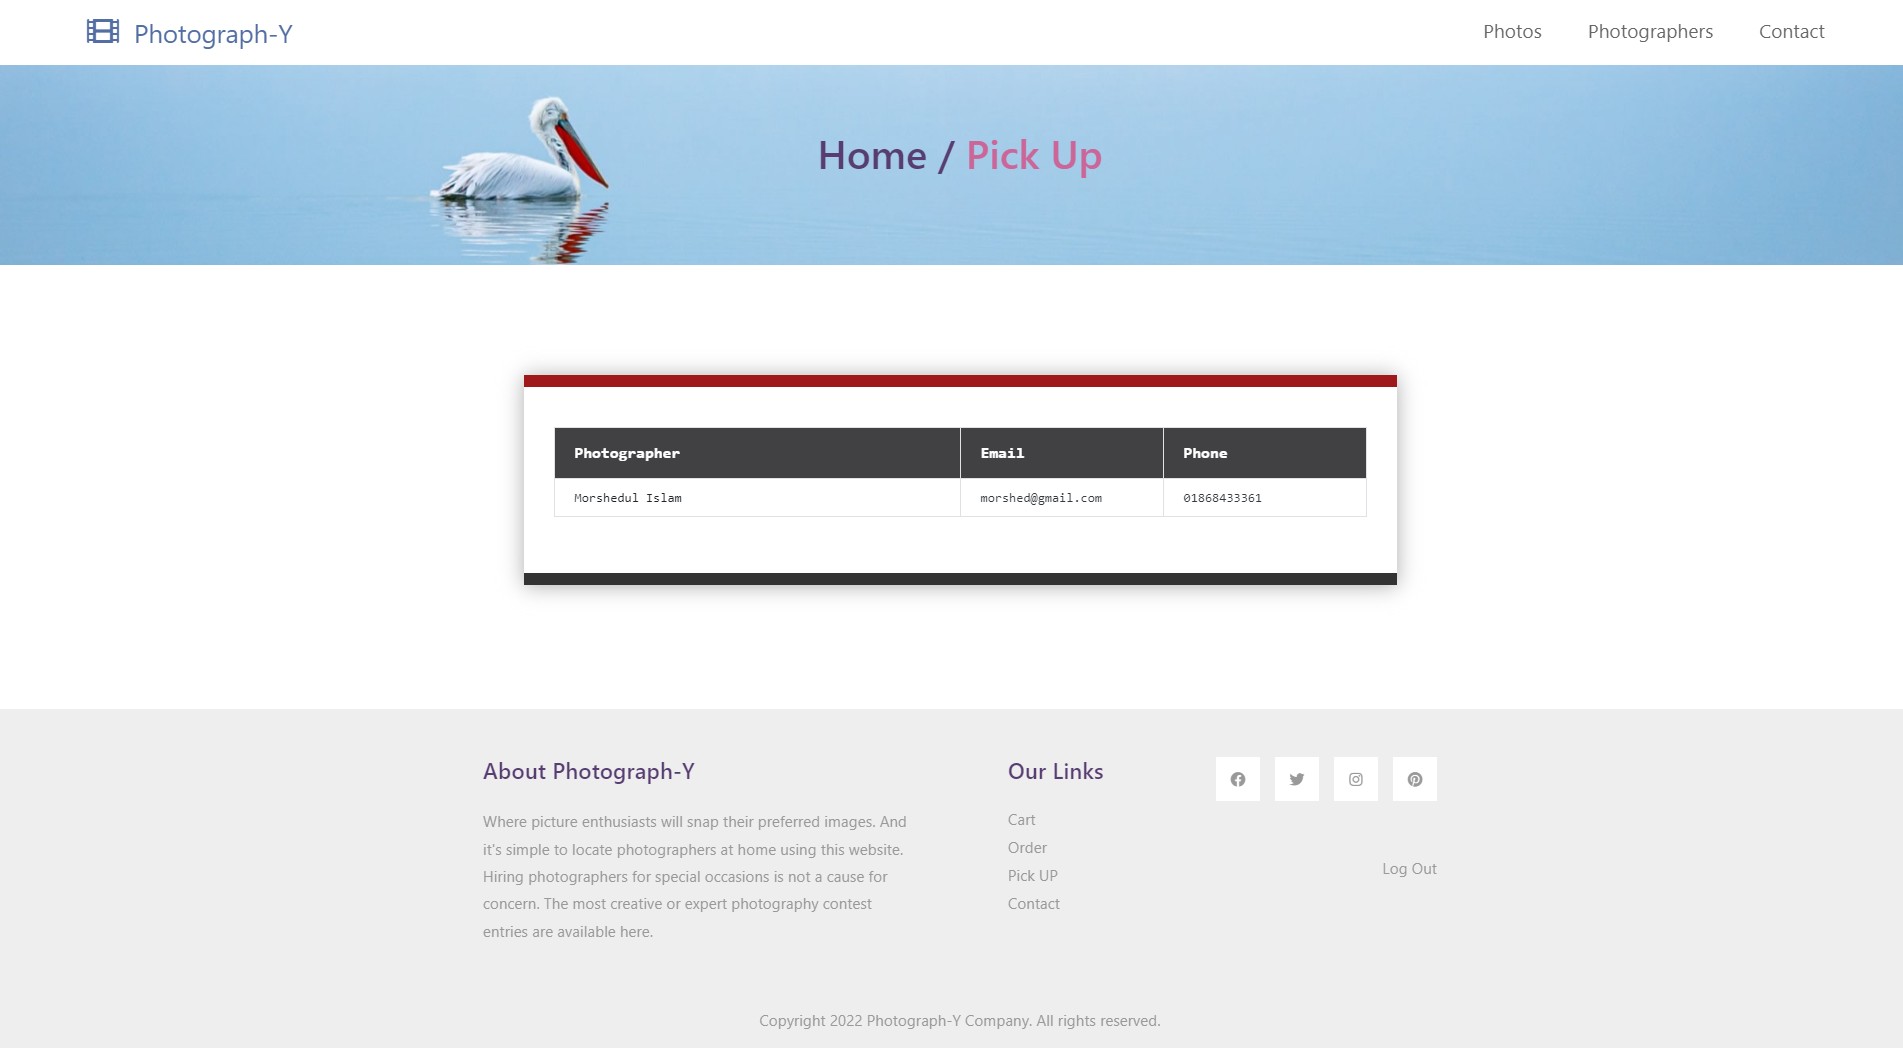 Photograph-Y
Photos Photographers Contact
Home / Pick Up
Photographer Email Phone
Morshedul Islam morshed@gmail.com 01868433361
About Photograph-Y
Where picture enthusiasts will snap their preferred images. And
it's simple to locate photographers at home using this website.
Hiring photographers for special occasions is not a cause for
concern. The most creative or expert photography contest
entries are available here.
Our Links
Cart
Order
Pick UP
Contact
Log Out
Copyright 2022 Photograph-Y Company. All rights reserved.